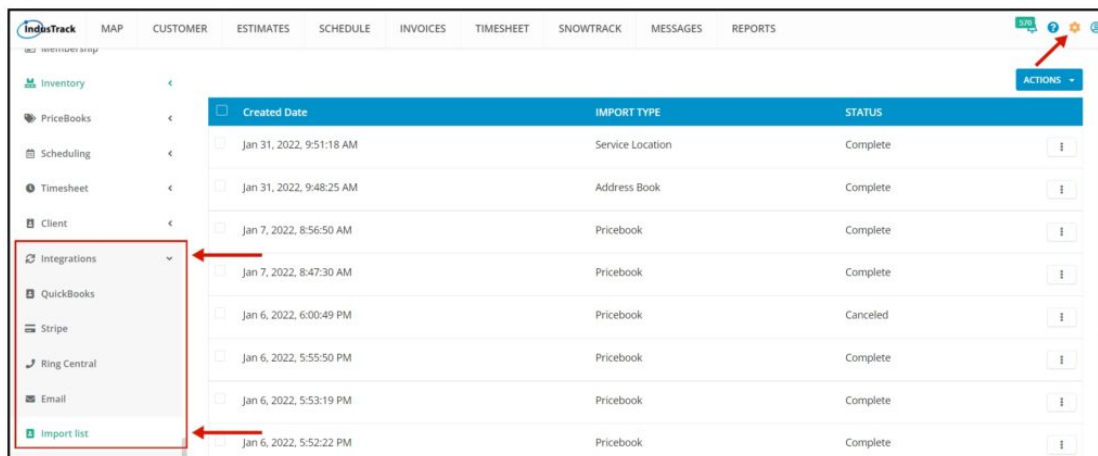 IndusTrack MAP CUSTOMER ESTIMATES SCHEDULE INVOICES TIMESHEET SNOWTRACK MESSAGES REPORTS 570
Membership
ACTIONS
Inventory
PriceBooks
Scheduling
Timesheet
Client
Integrations
QuickBooks
Stripe
Ring Central
Email
Import list
Created Date IMPORT TYPE STATUS
Jan 31, 2022, 9:51:18 AM Service Location Complete
Jan 31, 2022, 9:48:25 AM Address Book Complete
Jan 7, 2022, 8:56:50 AM Pricebook Complete
Jan 7, 2022, 8:47:30 AM Pricebook Complete
Jan 6, 2022, 6:00:49 PM Pricebook Canceled
Jan 6, 2022, 5:55:50 PM Pricebook Complete
Jan 6, 2022, 5:53:19 PM Pricebook Complete
Jan 6, 2022, 5:52:22 PM Pricebook Complete